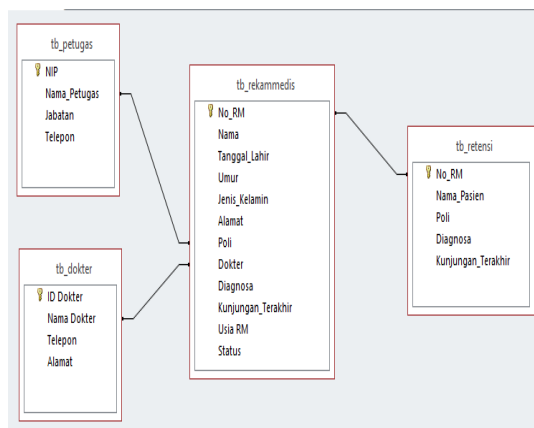 tb_petugas
NIP
Nama_Petugas
Jabatan
Telepon
tb_dokter
ID Dokter
Nama Dokter
Telepon
Alamat
tb_rekammedis
No_RM
Nama
Tanggal_Lahir
Umur
Jenis_Kelamin
Alamat
Poli
Dokter
Diagnosa
Kunjungan_Terakhir
Usia RM
Status
tb_retensi
No_RM
Nama_Pasien
Poli
Diagnosa
Kunjungan_Terakhir